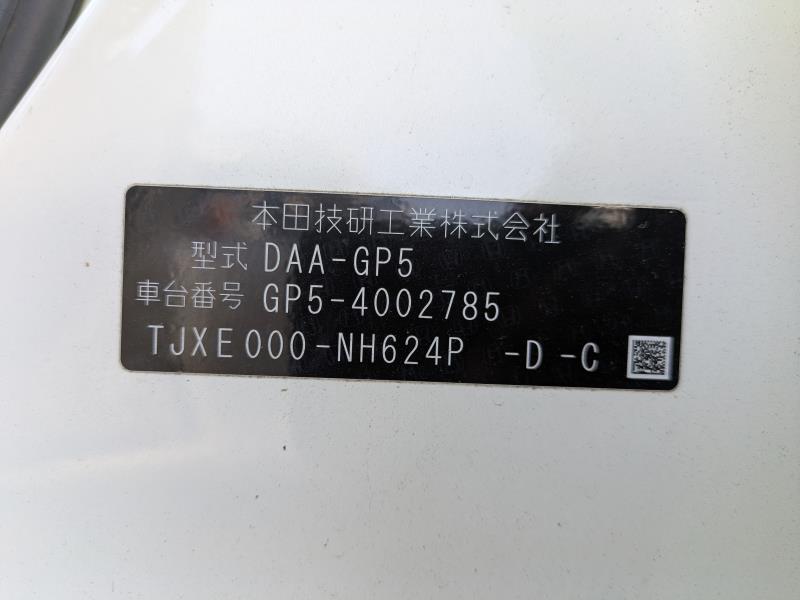 本田技研工業株式会社
型式 DAA-GP5
車台番号 GP5-4002785
TJXE000-NH624P -D -C